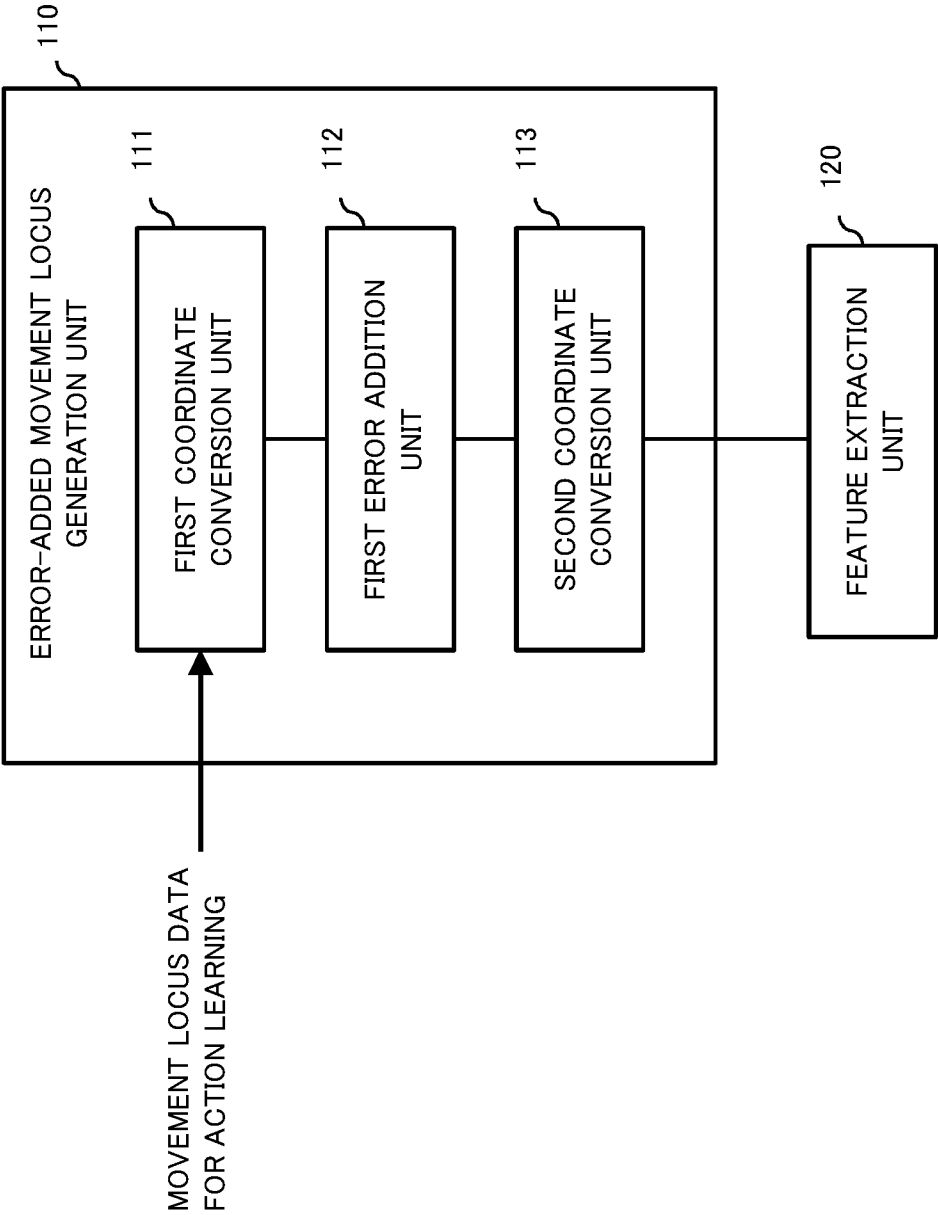 110
ERROR-ADDED MOVEMENT LOCUS
GENERATION UNIT
111
FIRST COORDINATE
CONVERSION UNIT
112
FIRST ERROR ADDITION
UNIT
113
SECOND COORDINATE
CONVERSION UNIT
120
FEATURE EXTRACTION
UNIT
MOVEMENT LOCUS DATA
FOR ACTION LEARNING